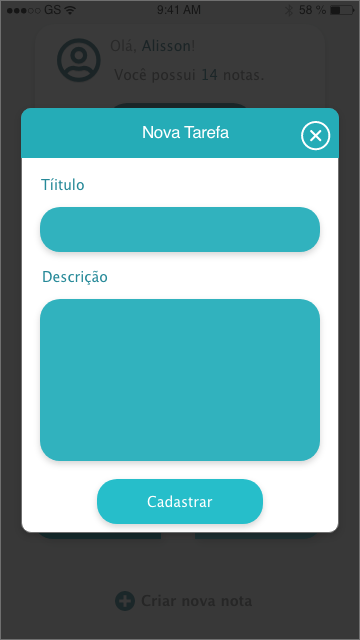 GS 9:41 AM 58 %
Olá, Alisson!
Você possui 14 notas.
Nova Tarefa
Tíitulo
Descrição
Cadastrar
Criar nova nota